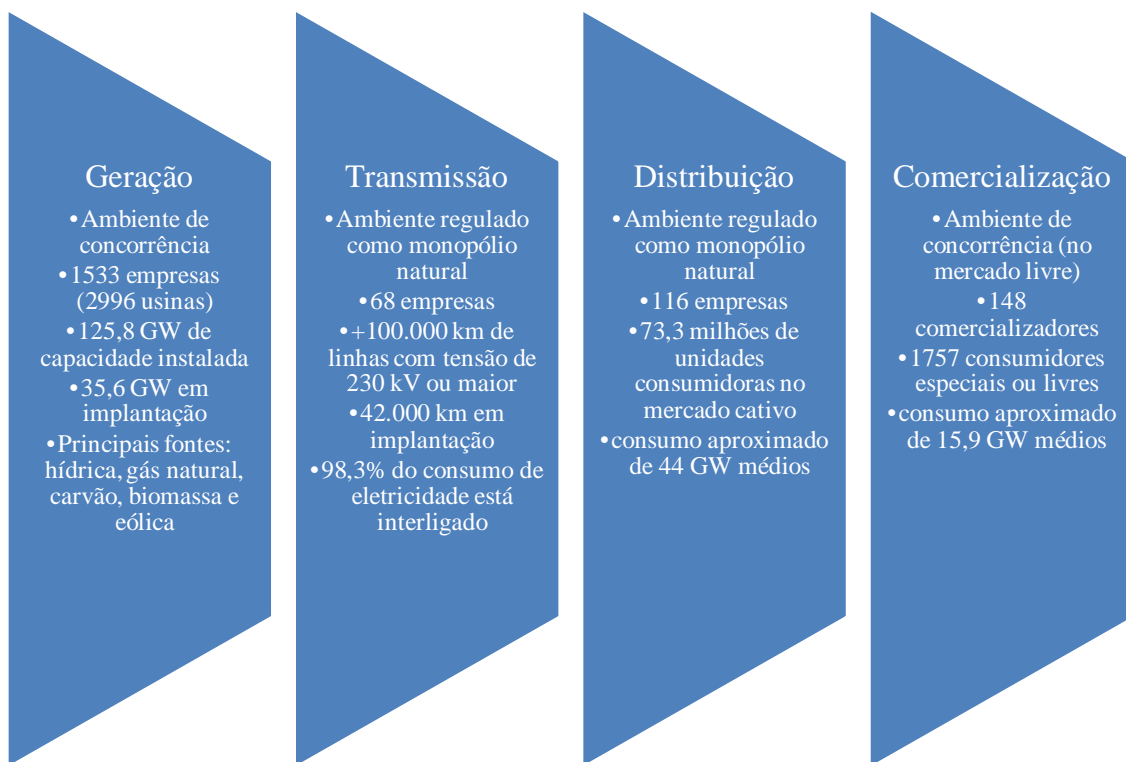 Geração
•Ambiente de
concorrência
•1533 empresas
(2996 usinas)
•125,8 GW de
capacidade instalada
•35,6 GW em
implantação
•Principais fontes:
hídrica, gás natural,
carvão, biomassa e
eólica
Transmissão
•Ambiente regulado
como monopólio
natural
•68 empresas
•+100.000 km de
linhas com tensão de
230 kV ou maior
•42.000 km em
implantação
•98,3% do consumo de
eletricidade está
interligado
Distribuição
•Ambiente regulado
como monopólio
natural
•116 empresas
•73,3 milhões de
unidades
consumidoras no
mercado cativo
•consumo aproximado
de 44 GW médios
Comercialização
•Ambiente de
concorrência (no
mercado livre)
•148
comercializadores
•1757 consumidores
especiais ou livres
•consumo aproximado
de 15,9 GW médios